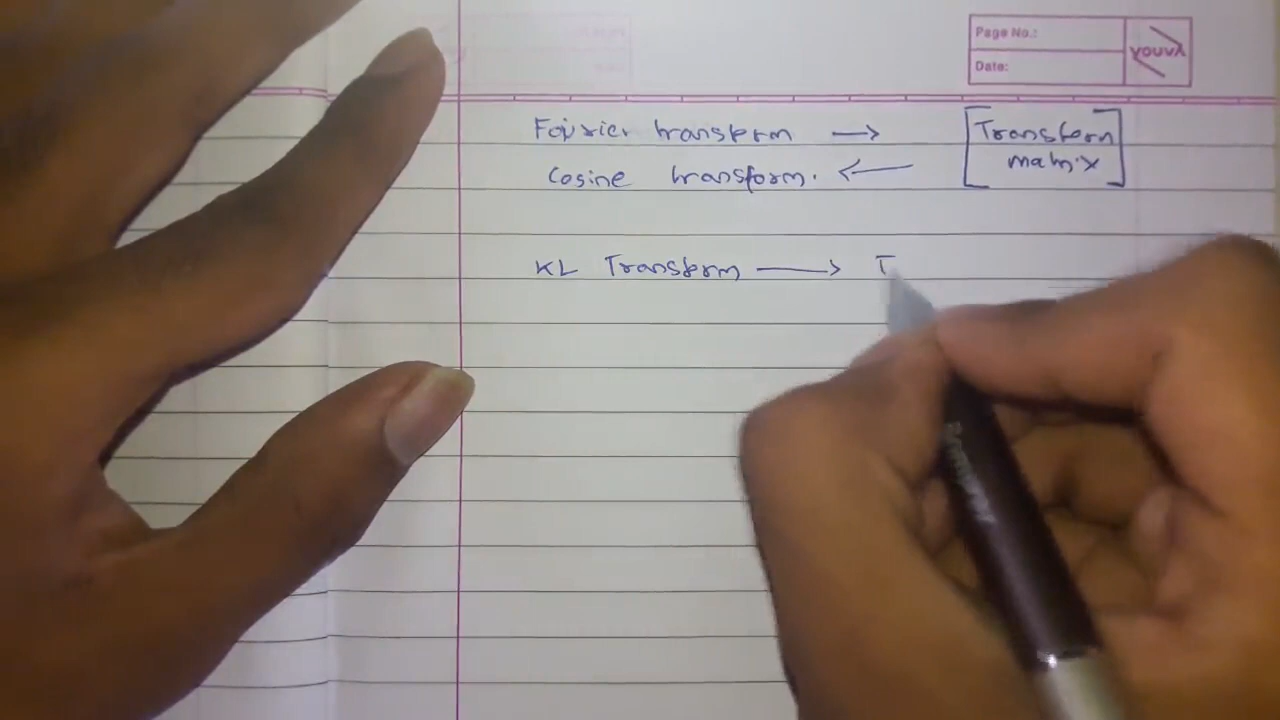 Page No.:
Date:
youvA
Fourier transform →
Cosine transform. ←
[Transform
matrix]
KL Transform → T